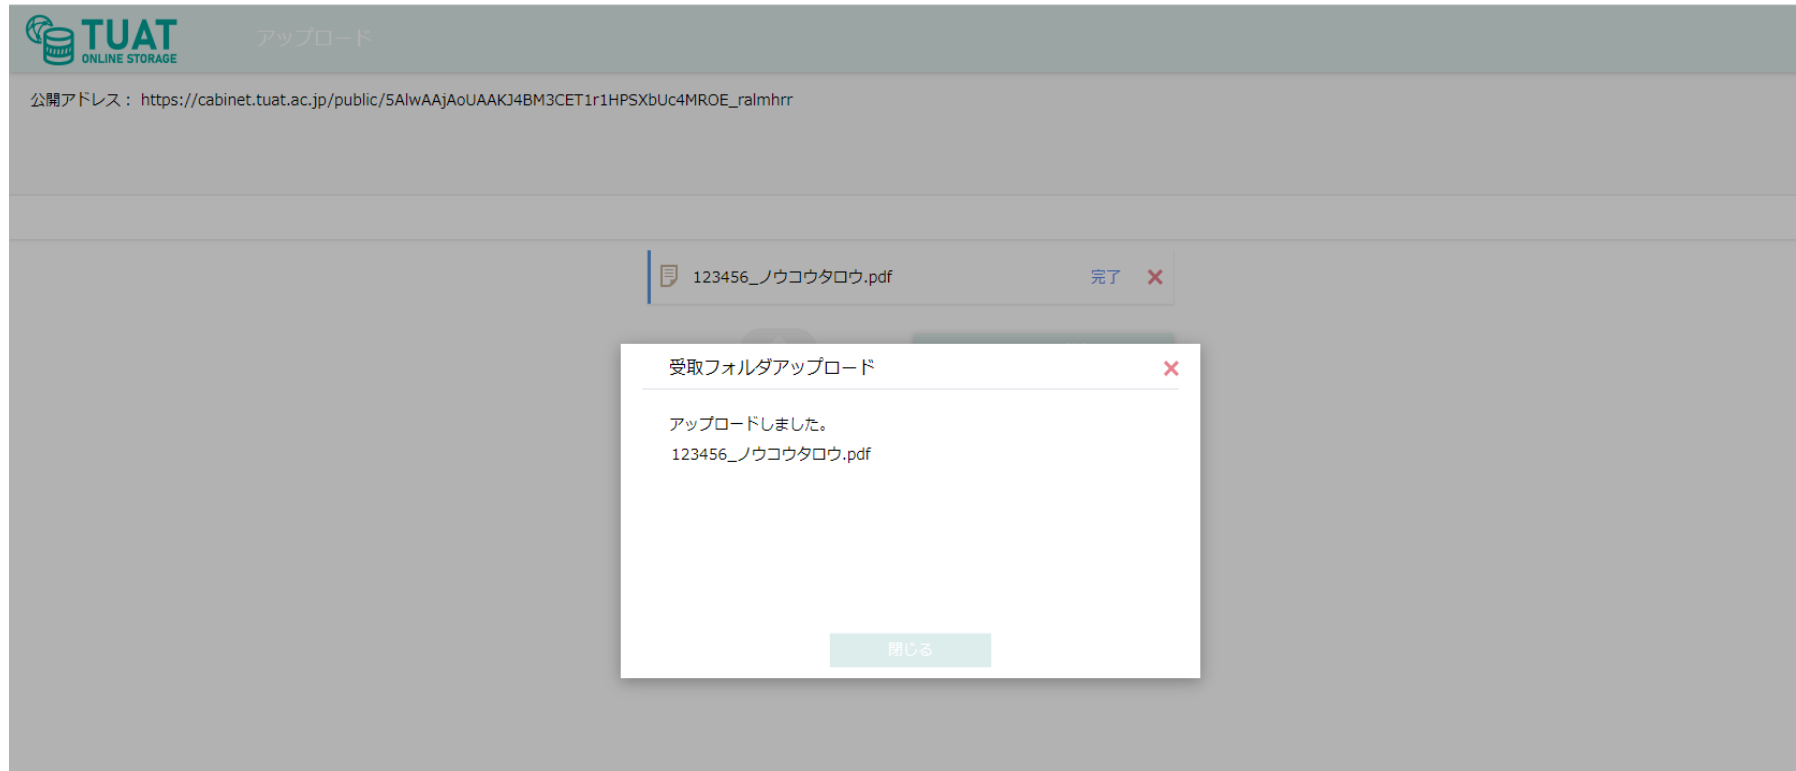 TUAT
ONLINE STORAGE
アップロード
公開アドレス： https://cabinet.tuat.ac.jp/public/5AlwAAjAoUAAKJ4BM3CET1r1HPSXbUc4MROE_ralmhrr
123456_ノウコウタロウ.pdf 完了
受取フォルダアップロード
アップロードしました。
123456_ノウコウタロウ.pdf
閉じる